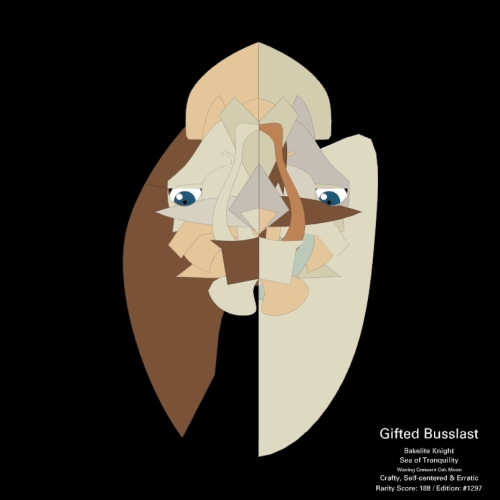 Gifted Busslast
Bakelite Knight
Sea of Tranquility
Waning Crescent Oak Moon
Crafty, Self-centered & Erratic
Rarity Score: 188 / Edition: #1297